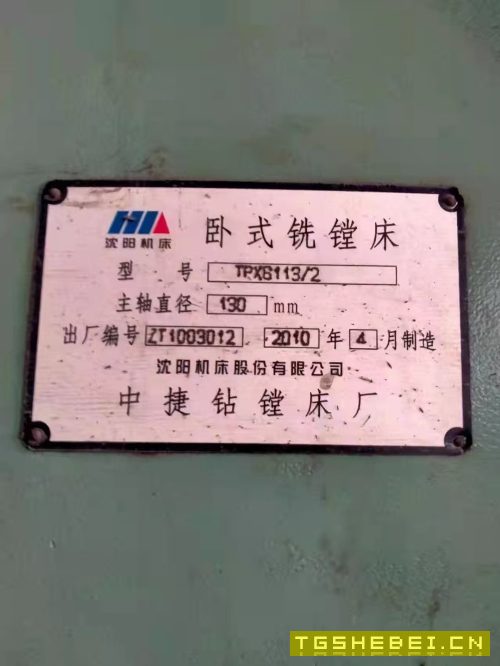 沈阳机床 卧式铣镗床
型号 TPX6113/2
主轴直径 130 mm
出厂编号 ZT1003012 2010 年 4 月制造
沈阳机床股份有限公司
中捷钻镗床厂
TGSHEBEI.CN